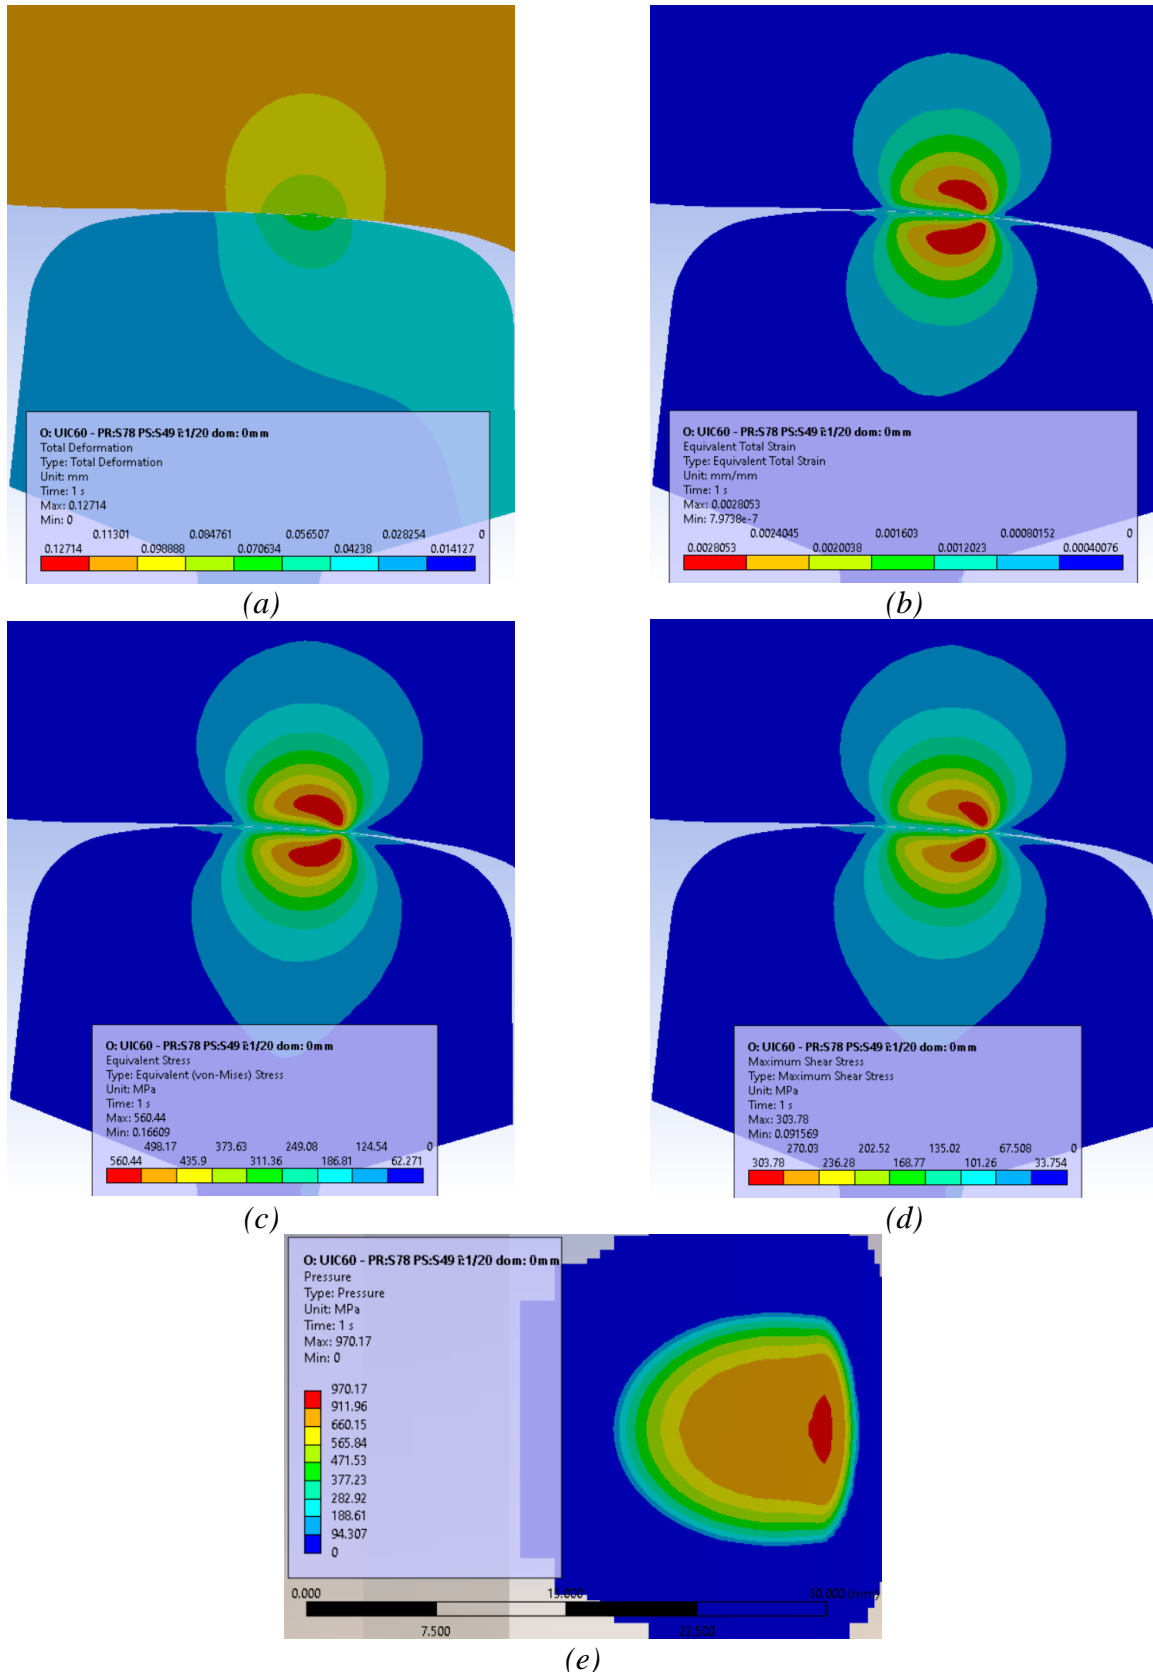 O: UIC60 - PR:S78 PS:S49 î:1/20 dom: 0mm
Total Deformation
Type: Total Deformation
Unit: mm
Time: 1 s
Max: 0.12714
Min: 0
0.11301 0.084761 0.056507 0.028254 0
0.12714 0.098888 0.070634 0.04238 0.014127
(a)
O: UIC60 - PR:S78 PS:S49 î:1/20 dom: 0mm
Equivalent Total Strain
Type: Equivalent Total Strain
Unit: mm/mm
Time: 1 s
Max: 0.0028053
Min: 7.9738e-7
0.0024045 0.001603 0.00080152 0
0.0028053 0.0020038 0.0012023 0.00040076
(b)
O: UIC60 - PR:S78 PS:S49 î:1/20 dom: 0mm
Equivalent Stress
Type: Equivalent (von-Mises) Stress
Unit: MPa
Time: 1 s
Max: 560.44
Min: 0.16609
498.17 373.63 249.08 124.54 0
560.44 435.9 311.36 186.81 62.271
(c)
O: UIC60 - PR:S78 PS:S49 î:1/20 dom: 0mm
Maximum Shear Stress
Type: Maximum Shear Stress
Unit: MPa
Time: 1 s
Max: 303.78
Min: 0.091569
270.03 202.52 135.02 67.508 0
303.78 236.28 168.77 101.26 33.754
(d)
O: UIC60 - PR:S78 PS:S49 î:1/20 dom: 0mm
Pressure
Type: Pressure
Unit: MPa
Time: 1 s
Max: 970.17
Min: 0
970.17
911.96
660.15
565.84
471.53
377.23
282.92
188.61
94.307
0
0.000 15.000 30.000 (mm)
7.500 22.500
(e)